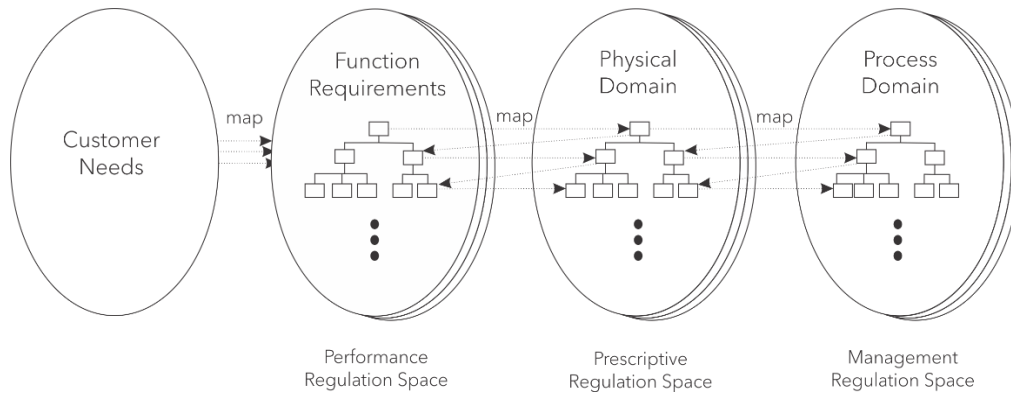 Customer
Needs
map
Function
Requirements
map
Physical
Domain
map
Process
Domain
Performance
Regulation Space
Prescriptive
Regulation Space
Management
Regulation Space